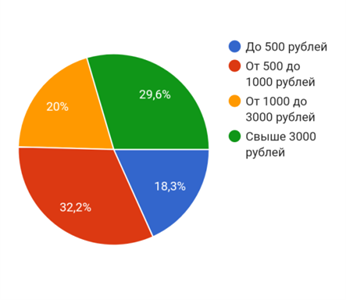 До 500 рублей
От 500 до
1000 рублей
От 1000 до
3000 рублей
Свыше 3000
рублей
29,6%
20%
18,3%
32,2%